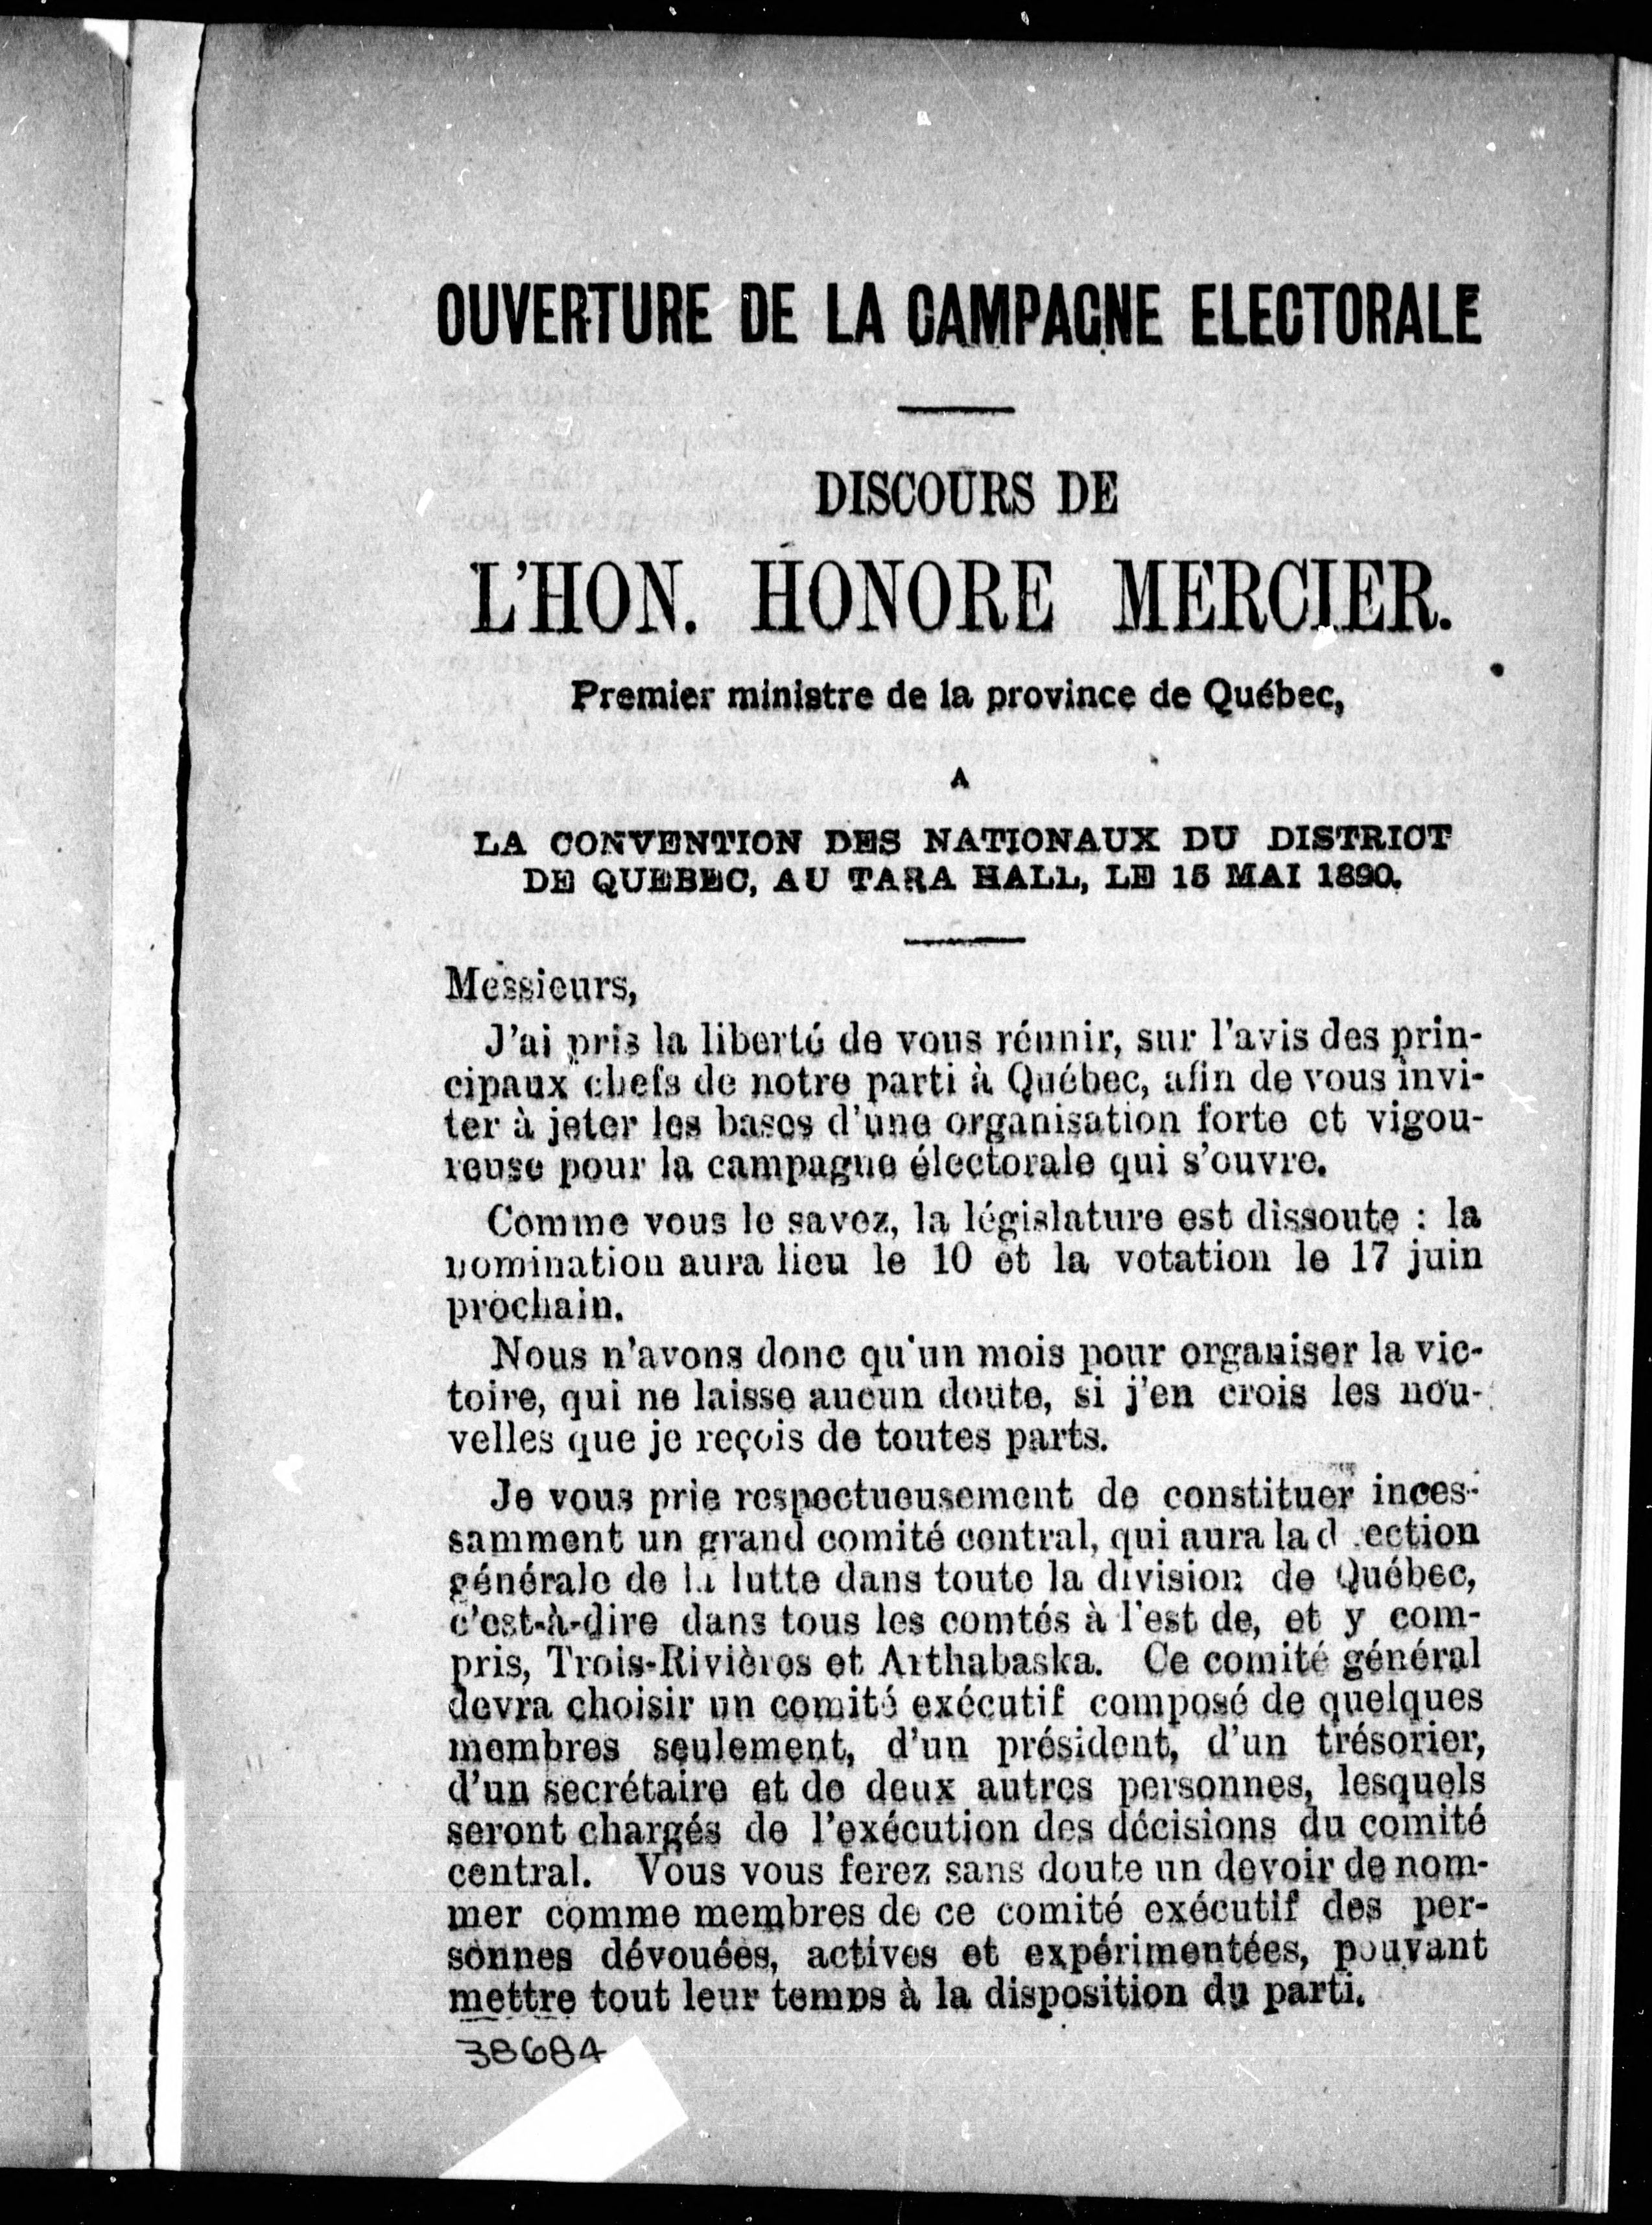 OUVERTURE DE LA CAMPAGNE ELECTORALE
DISCOURS DE
L'HON. HONORE MERCIER.
Premier ministre de la province de Québec,
A
LA CONVENTION DES NATIONAUX DU DISTRICT
DE QUEBEC, AU TARA HALL, LE 15 MAI 1890.
Messieurs,
J'ai pris la liberté de vous réunir, sur l'avis des prin-
cipaux chefs de notre parti à Québec, afin de vous invi-
ter à jeter les bases d'une organisation forte et vigou-
reuse pour la campagne électorale qui s'ouvre.
Comme vous le savez, la législature est dissoute : la
nomination aura lieu le 10 et la votation le 17 juin
prochain.
Nous n'avons donc qu'un mois pour organiser la vic-
toire, qui ne laisse aucun doute, si j'en crois les nou-
velles que je reçois de toutes parts.
Je vous prie respectueusement de constituer inces-
samment un grand comité central, qui aura la d ection
générale de la lutte dans toute la division de Québec,
c'est-à-dire dans tous les comtés à l'est de, et y com-
pris, Trois-Rivières et Arthabaska. Ce comité général
devra choisir un comité exécutif composé de quelques
membres seulement, d'un président, d'un trésorier,
d'un secrétaire et de deux autres personnes, lesquels
seront chargés de l'exécution des décisions du comité
central. Vous vous ferez sans doute un devoir de nom-
mer comme membres de ce comité exécutif des per-
sonnes dévouées, actives et expérimentées, pouvant
mettre tout leur temps à la disposition du parti.
38684